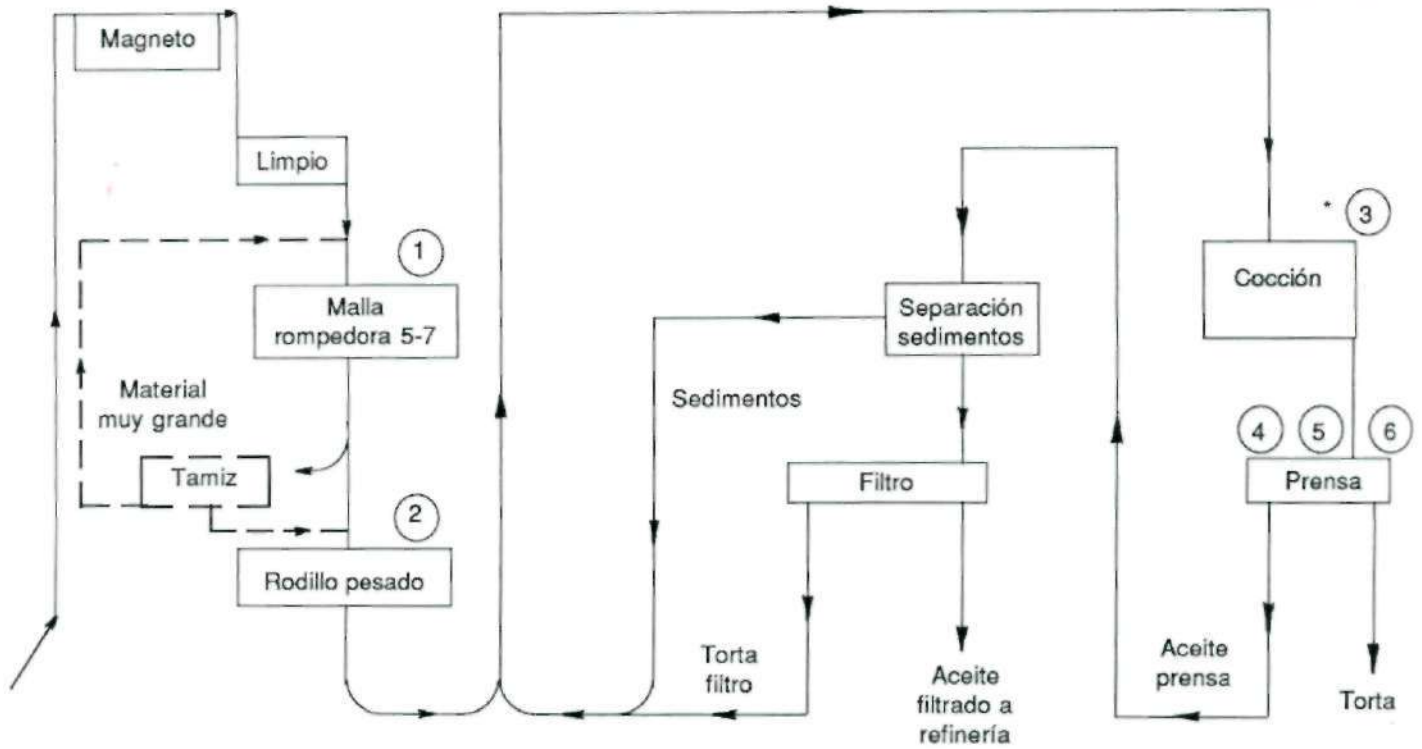 Magneto
Limpio
* 3
1
Cocción
Malla
rompedora 5-7
Separación
sedimentos
Material
muy grande
Sedimentos
4 5 6
Tamiz
Filtro
Prensa
2
Rodillo pesado
Torta
filtro
Aceite
filtrado a
refinería
Aceite
prensa
Torta